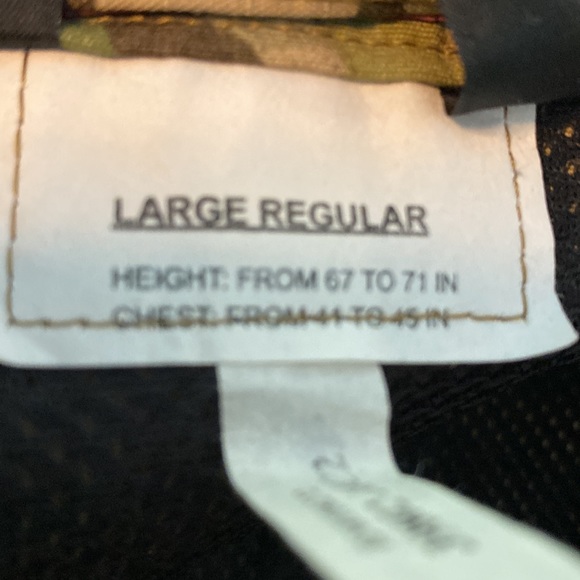 LARGE REGULAR
HEIGHT: FROM 67 TO 71 IN
CHEST: FROM 41 TO 45 IN